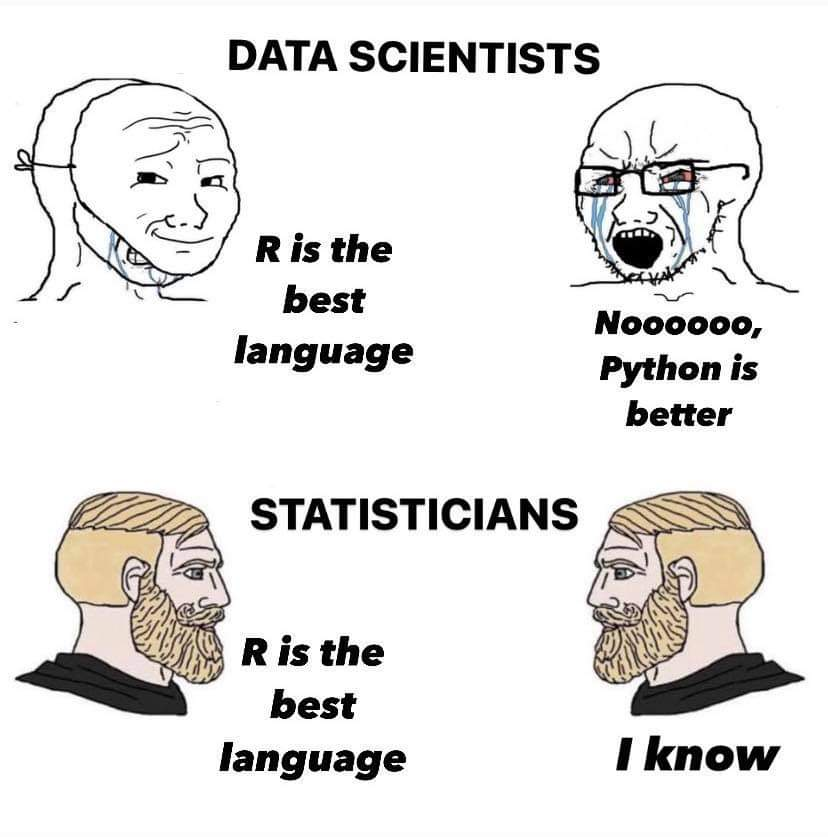 DATA SCIENTISTS
R is the
best
language
Noooooo,
Python is
better
STATISTICIANS
R is the
best
language
I know